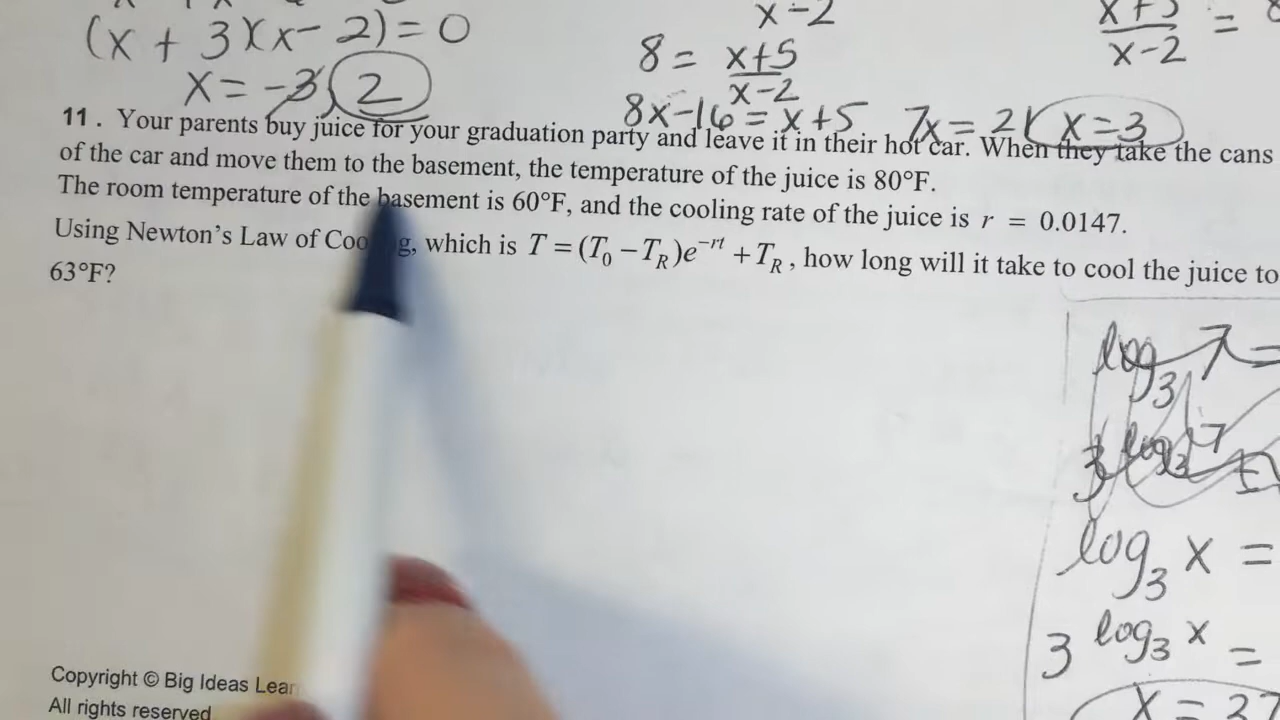 (x + 3)(x - 2) = 0
x = -3, 2
x-2
8 = x+5
x-2
8x-16 = x+5 7x = 21 x=3
x+5 =
x-2
11 . Your parents buy juice for your graduation party and leave it in their hot car. When they take the cans
of the car and move them to the basement, the temperature of the juice is 80°F.
The room temperature of the basement is 60°F, and the cooling rate of the juice is r = 0.0147.
Using Newton's Law of Coo g, which is T = (T₀ – T_R)e^{-rt} + T_R , how long will it take to cool the juice to
63°F?
log₃ 7 =
log₃ x =
3 log₃ x =
x = 27
Copyright © Big Ideas Lear
All rights reserved